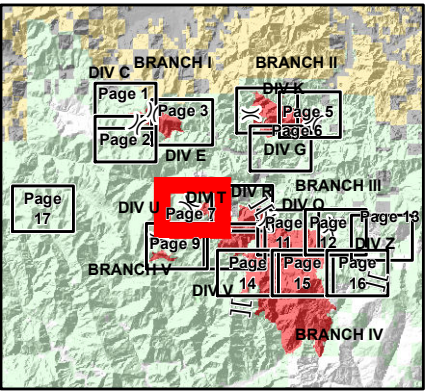 BRANCH I
BRANCH II
DIV C
DIV K
Page 1
Page 3
Page 5
Page 2
Page 6
DIV E
DIV G
BRANCH III
Page
17
DIV U
DIV T
DIV R
DIV O
Page 7
Page 13
Page
11
Page
12
Page 9
DIV Z
BRANCH V
Page
14
Page
15
Page
16
DIV V
BRANCH IV